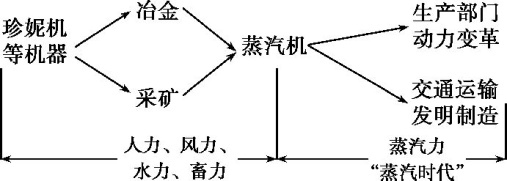 珍妮机
等机器
冶金
采矿
蒸汽机
生产部门
动力变革
交通运输
发明制造
人力、风力、
水力、畜力
蒸汽力
“蒸汽时代”